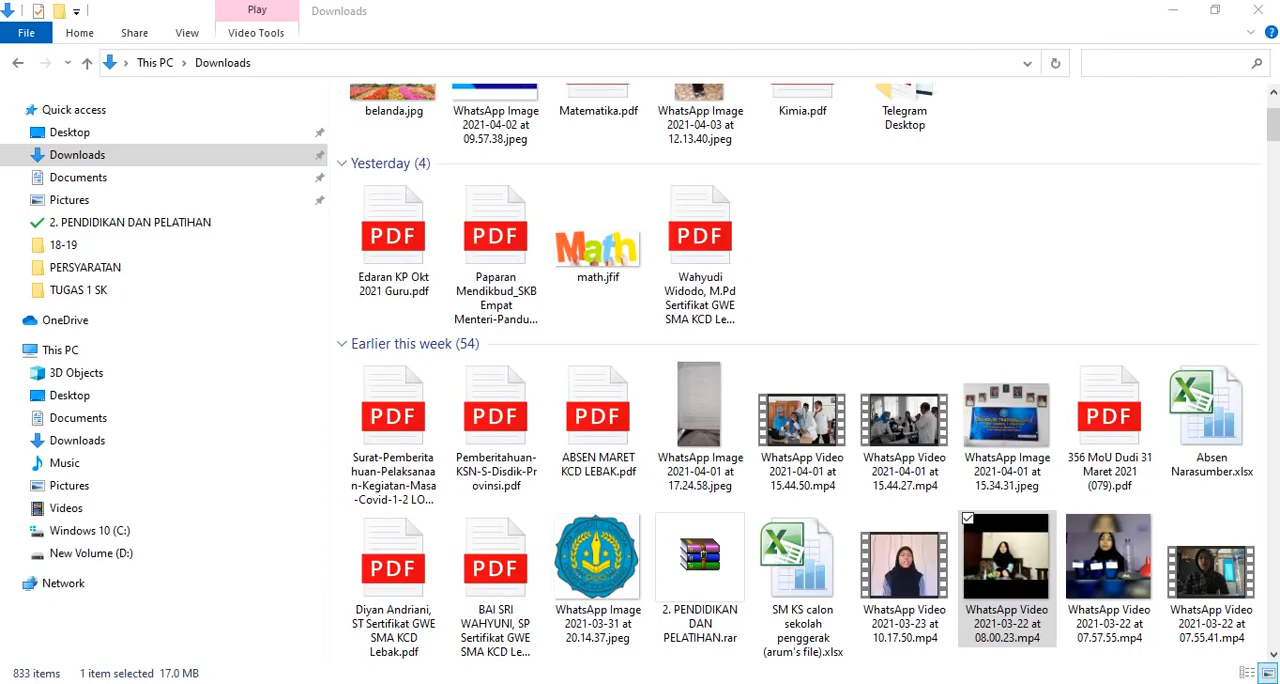 Play
Downloads
File
Home
Share
View
Video Tools
This PC
Downloads
belanda.jpg
WhatsApp Image
2021-04-02 at
09.57.38.jpeg
Matematika.pdf
WhatsApp Image
2021-04-03 at
12.13.40.jpeg
Kimia.pdf
Telegram
Desktop
Quick access
Desktop
Downloads
Documents
Pictures
2. PENDIDIKAN DAN PELATIHAN
18-19
PERSYARATAN
TUGAS 1 SK
OneDrive
This PC
3D Objects
Desktop
Documents
Downloads
Music
Pictures
Videos
Windows 10 (C:)
New Volume (D:)
Network
Yesterday (4)
PDF
Edaran KP Okt
2021 Guru.pdf
PDF
Paparan
Mendikbud_SKB
Empat
Menteri-Pandu...
Math
math.jfif
PDF
Wahyudi
Widodo, M.Pd
Sertifikat GWE
SMA KCD Le...
Earlier this week (54)
PDF
Surat-Pemberita
huan-Pelaksanaa
n-Kegiatan-Masa
-Covid-1-2 LO...
PDF
Pemberitahuan-
KSN-S-Disdik-Pr
ovinsi.pdf
PDF
ABSEN MARET
KCD LEBAK.pdf
WhatsApp Image
2021-04-01 at
17.24.58.jpeg
WhatsApp Video
2021-04-01 at
15.44.50.mp4
WhatsApp Video
2021-04-01 at
15.44.27.mp4
WhatsApp Image
2021-04-01 at
15.34.31.jpeg
PDF
356 MoU Dudi 31
Maret 2021
(079).pdf
Absen
Narasumber.xlsx
PDF
Diyan Andriani,
ST Sertifikat GWE
SMA KCD
Lebak.pdf
PDF
BAI SRI
WAHYUNI, SP
Sertifikat GWE
SMA KCD Le...
WhatsApp Image
2021-03-31 at
20.14.37.jpeg
2. PENDIDIKAN
DAN
PELATIHAN.rar
SM KS calon
sekolah
penggerak
(arum's file).xlsx
WhatsApp Video
2021-03-23 at
10.17.50.mp4
WhatsApp Video
2021-03-22 at
08.00.23.mp4
WhatsApp Video
2021-03-22 at
07.57.55.mp4
WhatsApp Video
2021-03-22 at
07.55.41.mp4
833 items
1 item selected 17.0 MB